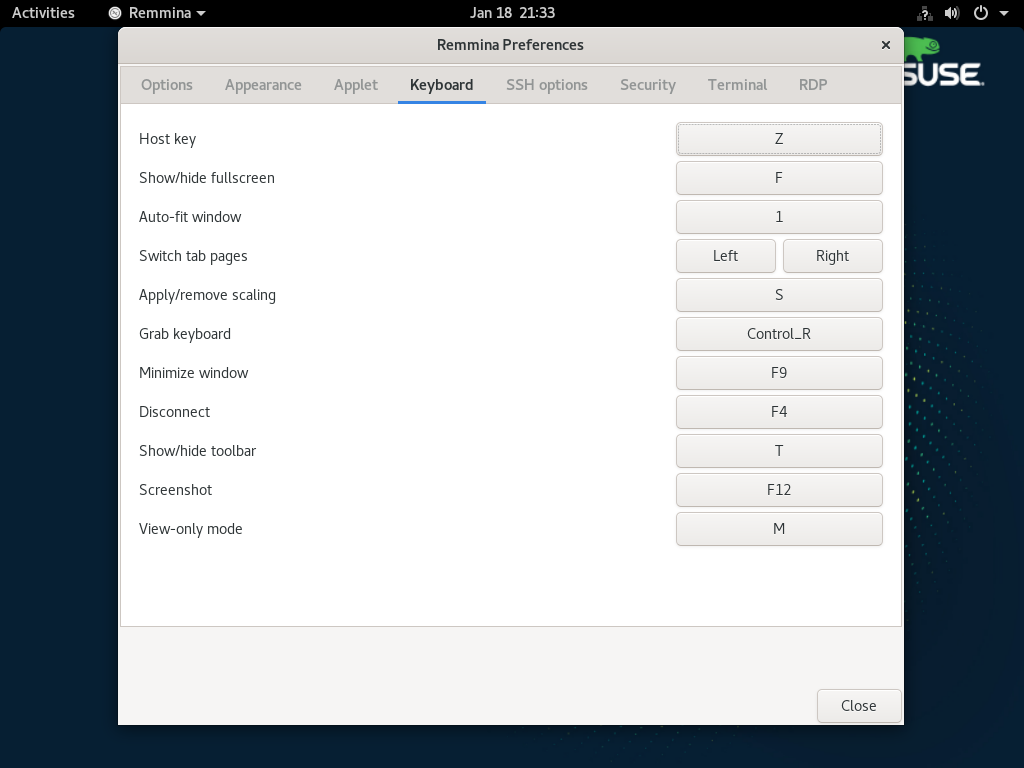 Activities Remmina Jan 18 21:33
Remmina Preferences ×
Options Appearance Applet Keyboard SSH options Security Terminal RDP
Host key Z
Show/hide fullscreen F
Auto-fit window 1
Switch tab pages Left Right
Apply/remove scaling S
Grab keyboard Control_R
Minimize window F9
Disconnect F4
Show/hide toolbar T
Screenshot F12
View-only mode M
Close
SUSE